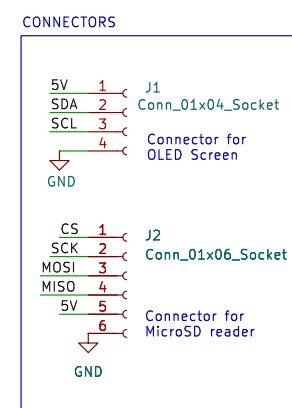 CONNECTORS
5V 1 J1
SDA 2 Conn_01x04_Socket
SCL 3
4 Connector for
OLED Screen
GND
CS 1 J2
SCK 2 Conn_01x06_Socket
MOSI 3
MISO 4
5V 5 Connector for
6 MicroSD reader
GND